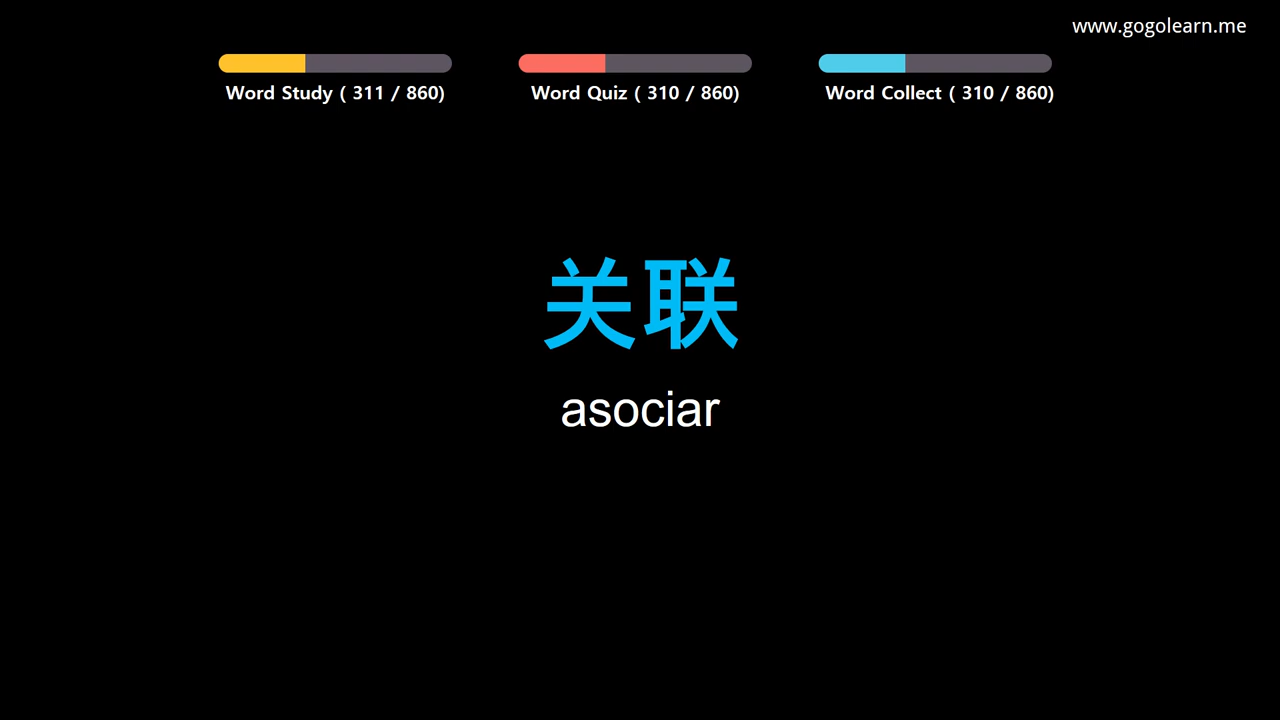 www.gogolearn.me
Word Study ( 311 / 860)
Word Quiz ( 310 / 860)
Word Collect ( 310 / 860)
关联
asociar